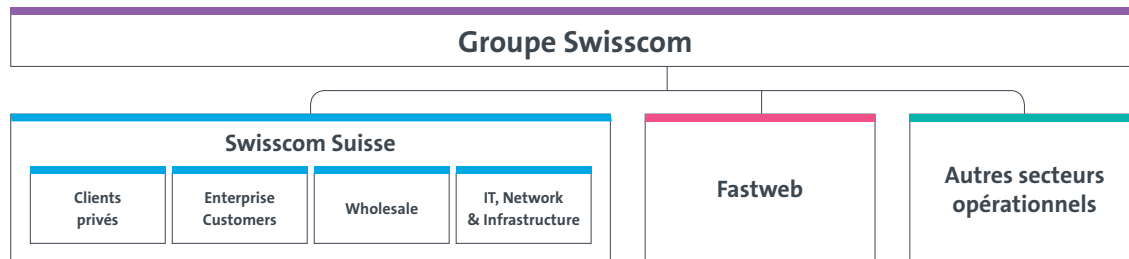 Groupe Swisscom
Swisscom Suisse
Clients
privés
Enterprise
Customers
Wholesale
IT, Network
& Infrastructure
Fastweb
Autres secteurs
opérationnels